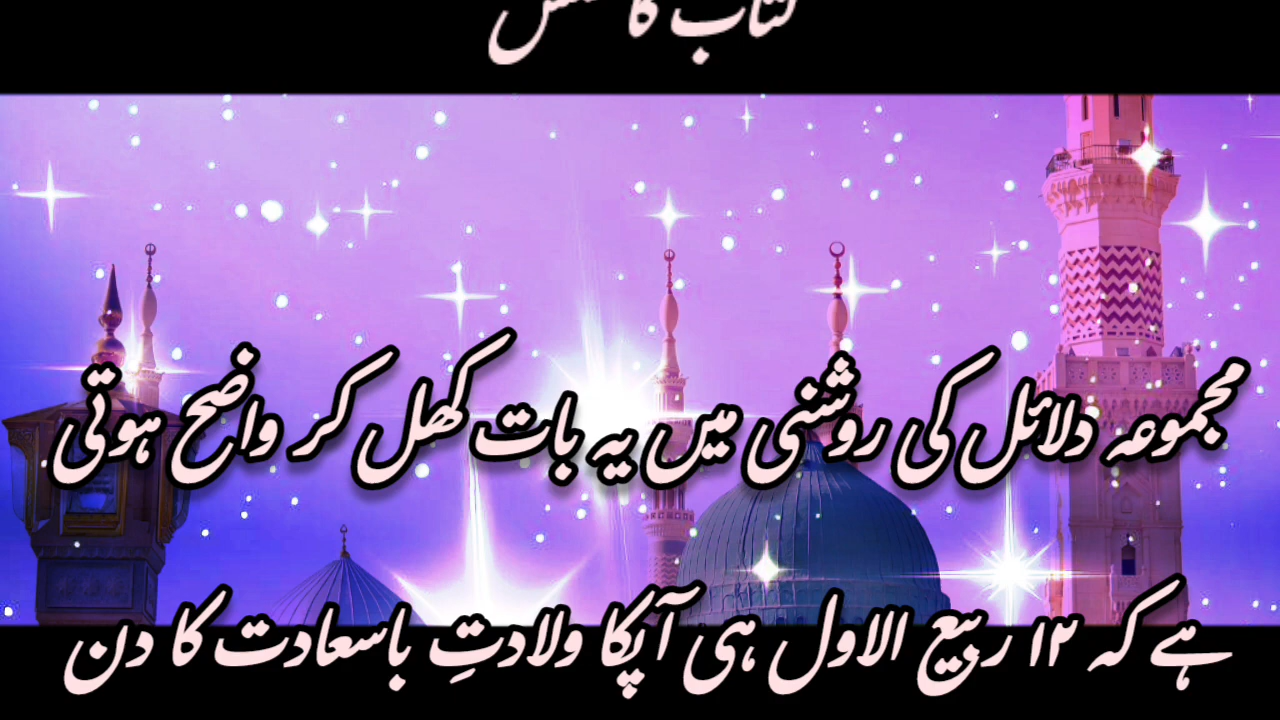 کتاب کا عکس
مجموعہ دلائل کی روشنی میں یہ بات کھل کر واضح ہوتی
ہے کہ ۱۲ ربیع الاول ہی آپکا ولادتِ باسعادت کا دن